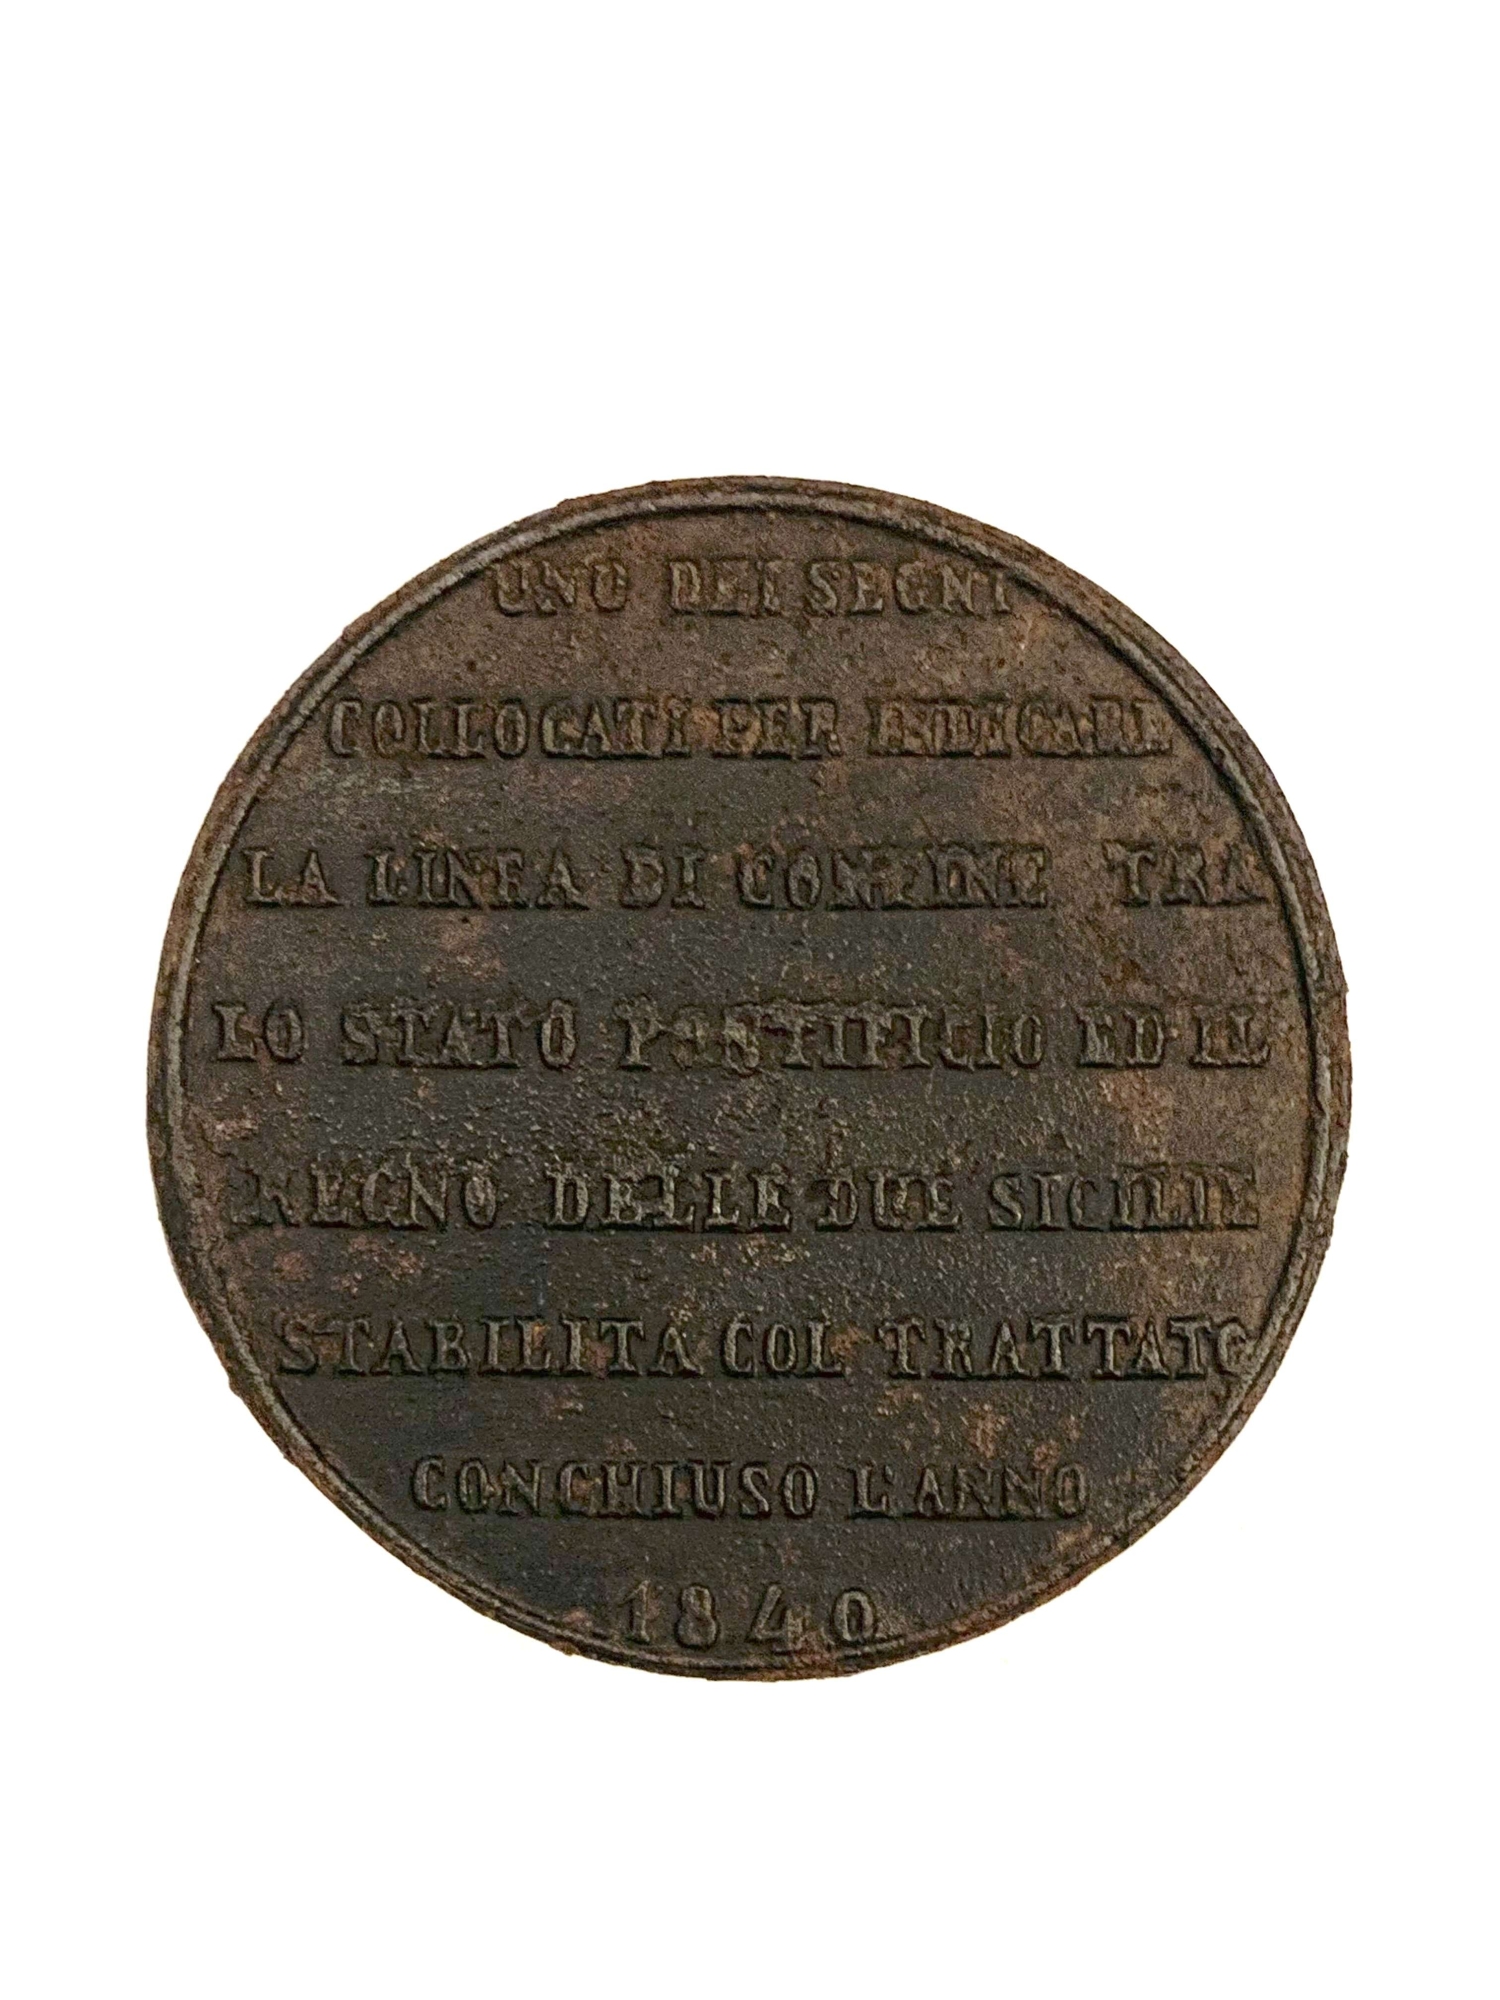 UNO DEI SEGNI
COLLOCATI PER INDICARE
LA LINEA DI CONFINE TRA
LO STATO PONTIFICIO ED IL
REGNO DELLE DUE SICILIE
STABILITA COL TRATTATO
CONCHIUSO L'ANNO
1840